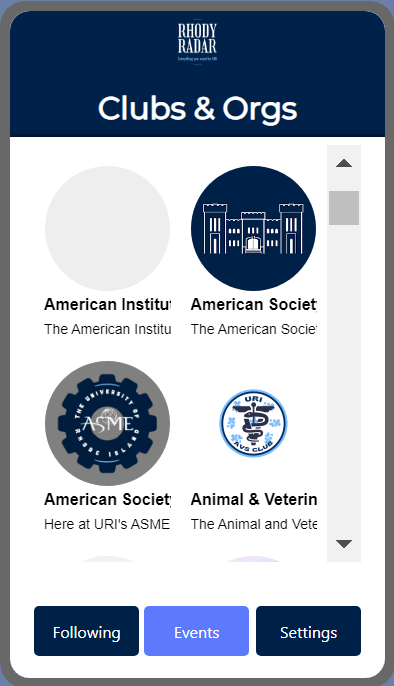 RHODY
RADAR
Everything you need for URI
Clubs & Orgs
American Institut
The American Institu
American Society
The American Societ
THE UNIVERSITY OF
RHODE ISLAND
ASME
URI
AVS CLUB
American Society
Here at URI's ASME
Animal & Veterin
The Animal and Vete
Following
Events
Settings